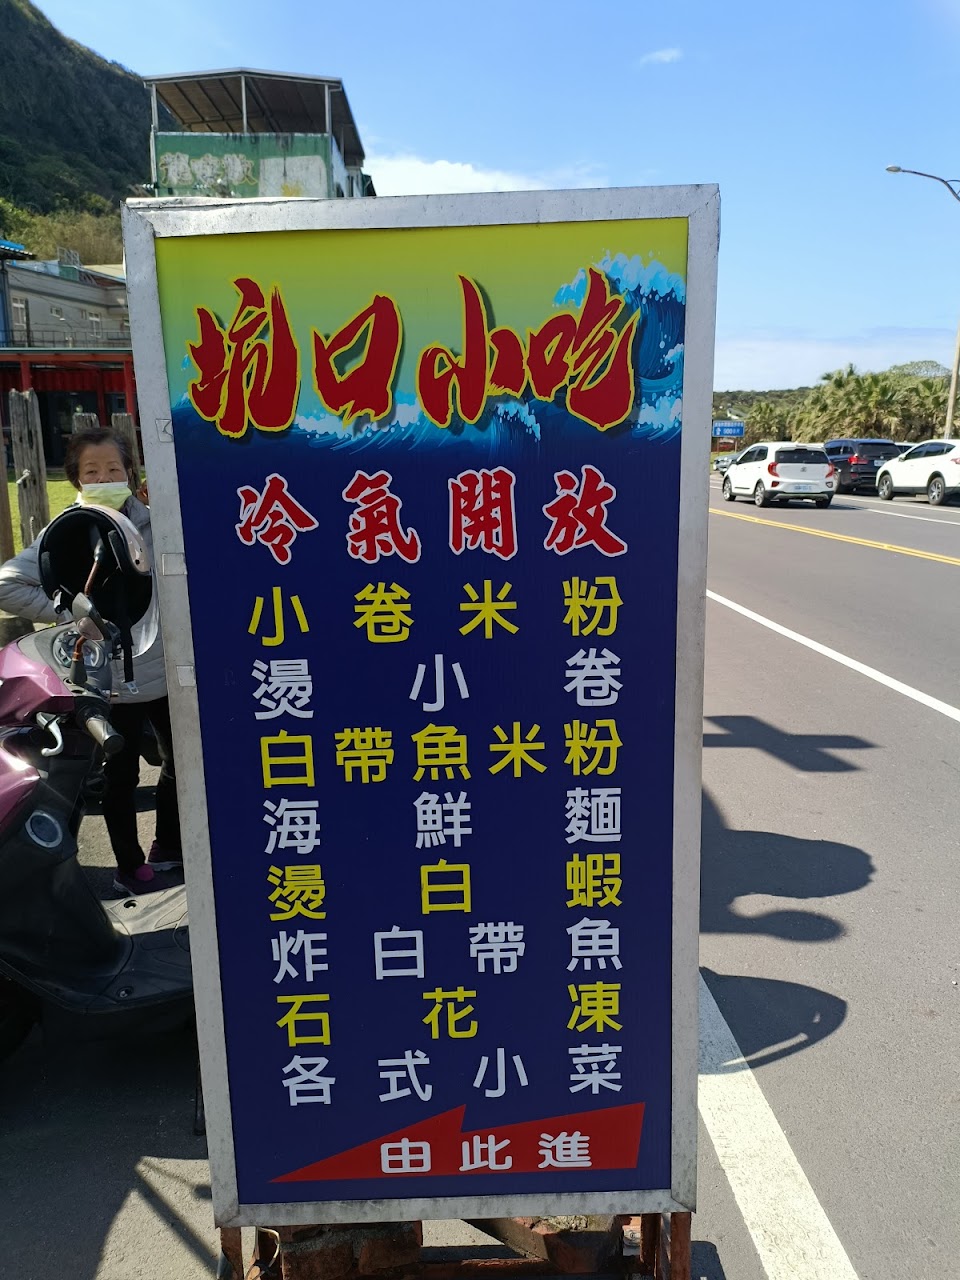 坑口小吃
冷氣開放
小卷米粉
燙小卷
白帶魚米粉
海鮮麵
燙白蝦
炸白帶魚
石花凍
各式小菜
由此進